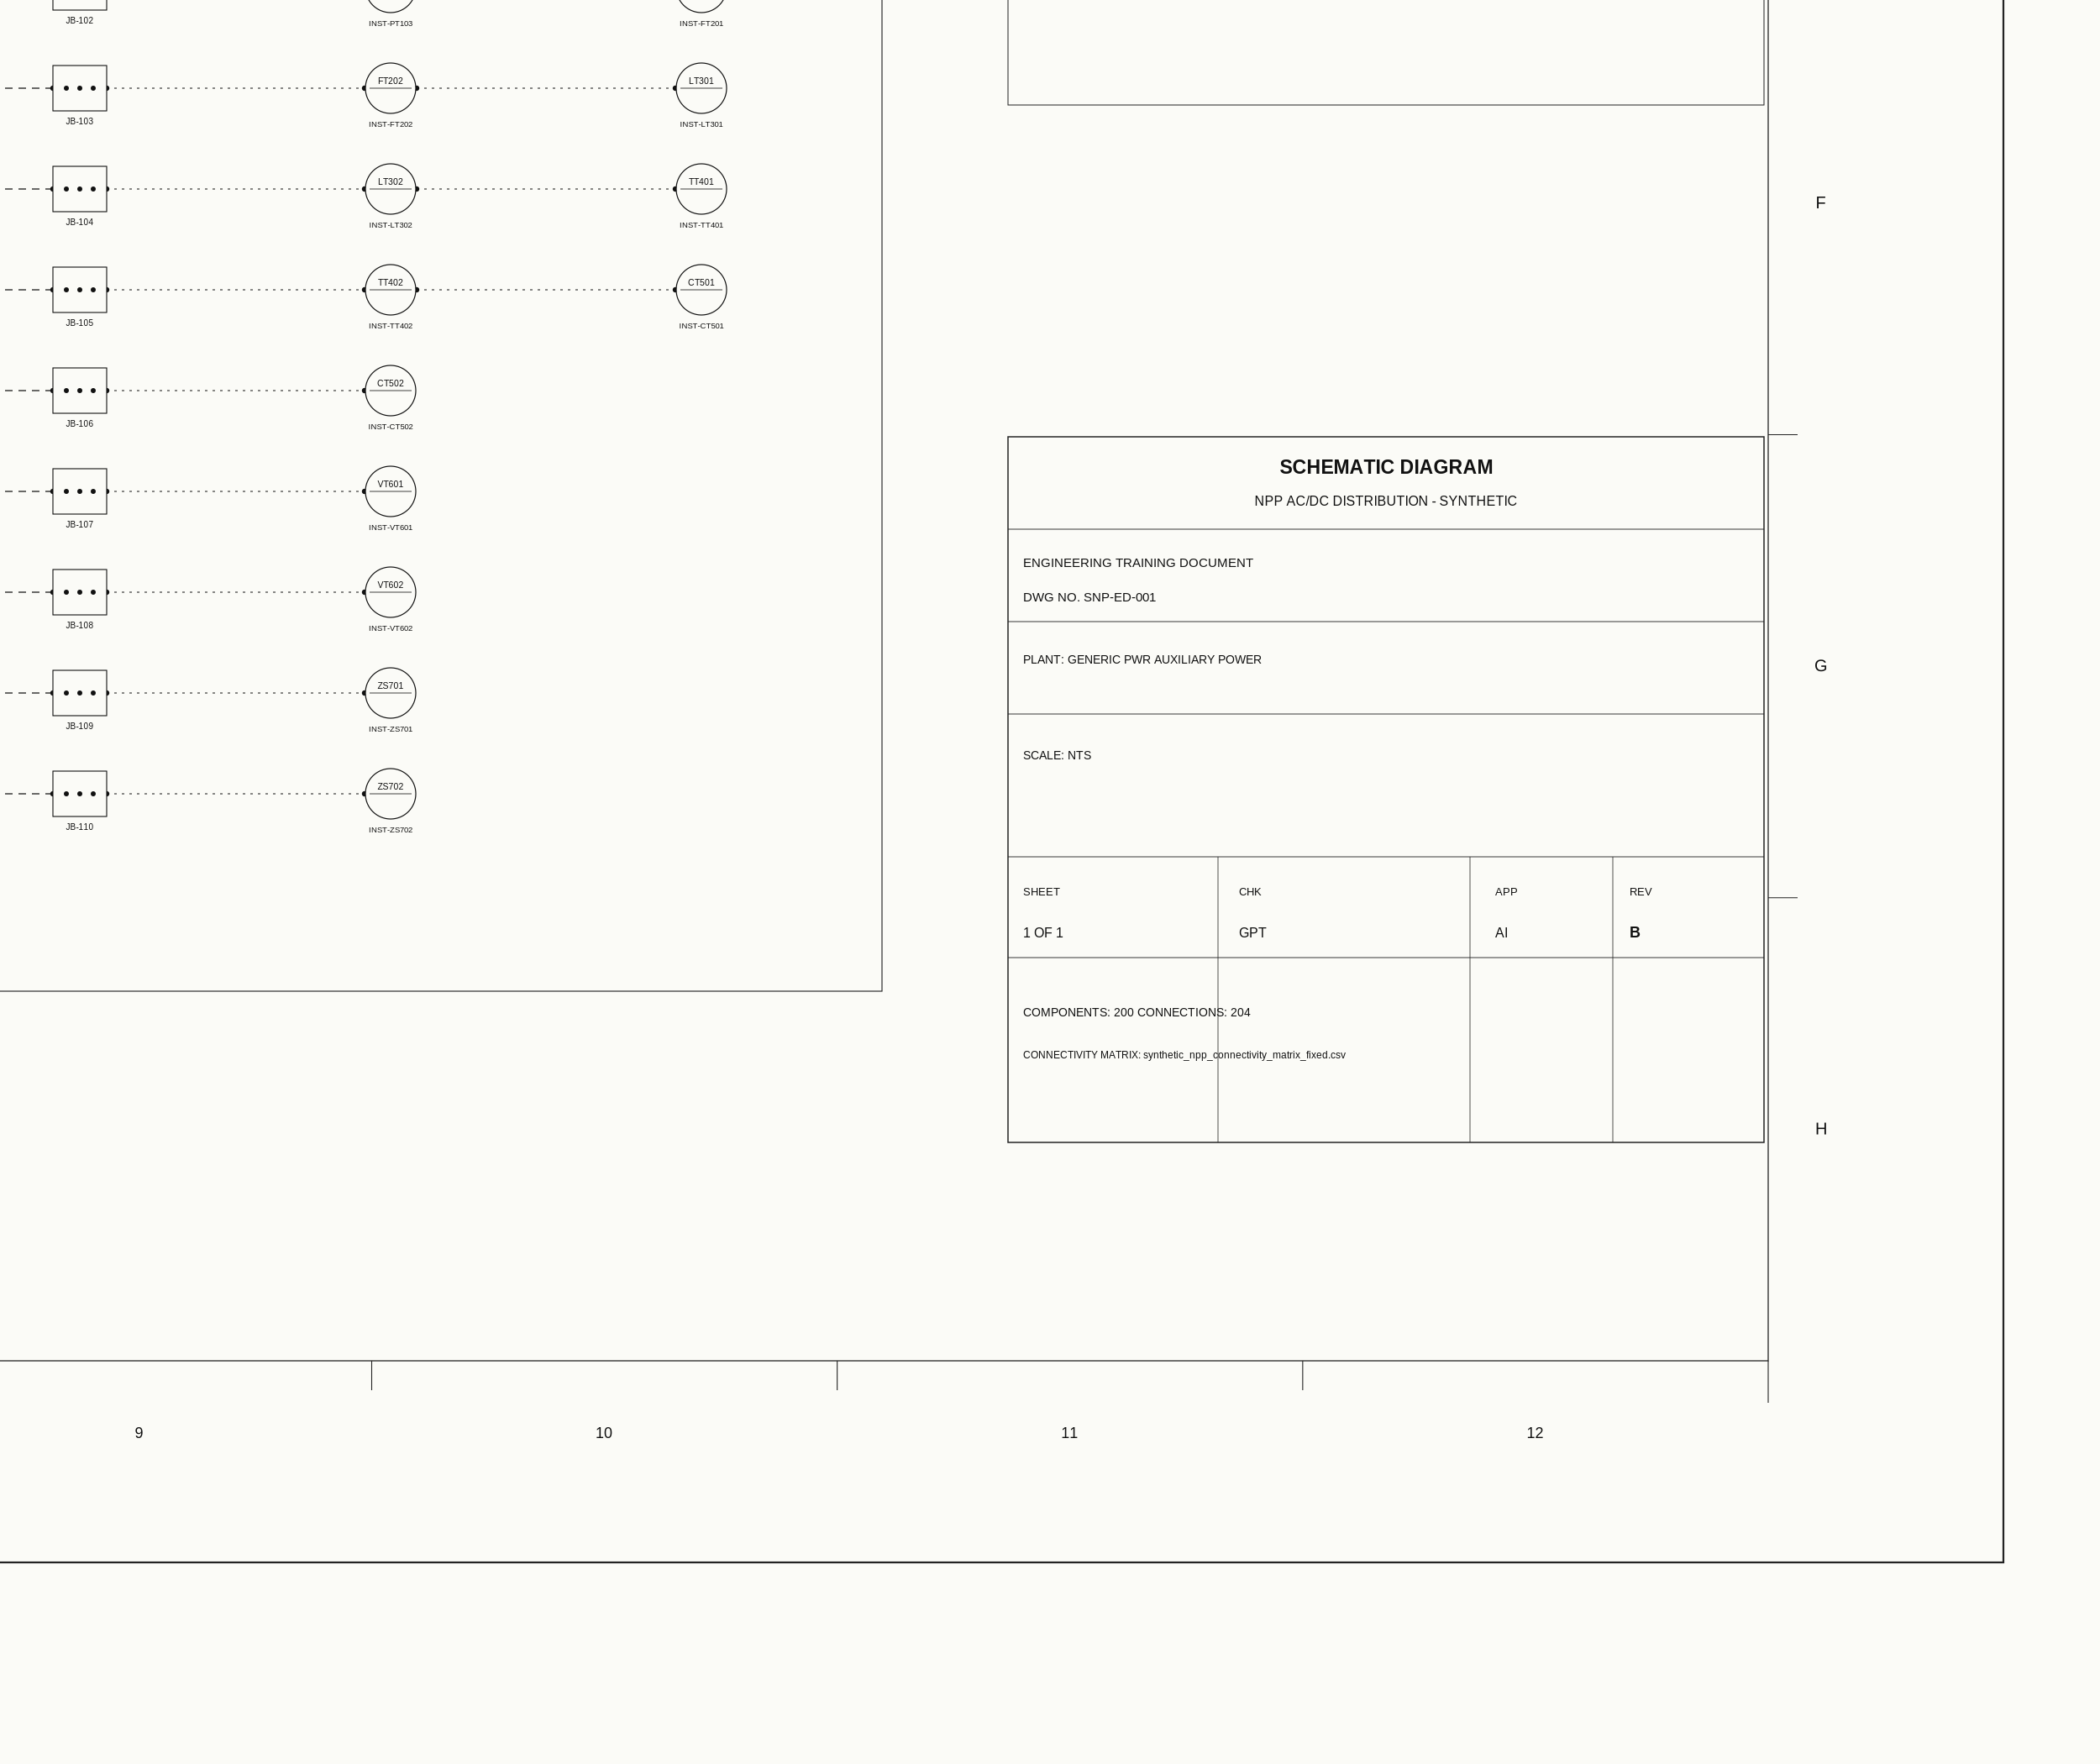 JB-102
INST-PT103
INST-FT201
FT202
LT301
JB-103
INST-FT202
INST-LT301
LT302
TT401
JB-104
INST-LT302
INST-TT401
TT402
CT501
JB-105
INST-TT402
INST-CT501
CT502
JB-106
INST-CT502
VT601
JB-107
INST-VT601
VT602
JB-108
INST-VT602
ZS701
JB-109
INST-ZS701
ZS702
JB-110
INST-ZS702
SCHEMATIC DIAGRAM
NPP AC/DC DISTRIBUTION - SYNTHETIC
ENGINEERING TRAINING DOCUMENT
DWG NO. SNP-ED-001
PLANT: GENERIC PWR AUXILIARY POWER
SCALE: NTS
SHEET CHK APP REV
1 OF 1 GPT AI B
COMPONENTS: 200 CONNECTIONS: 204
CONNECTIVITY MATRIX: synthetic_npp_connectivity_matrix_fixed.csv
F
G
H
9 10 11 12